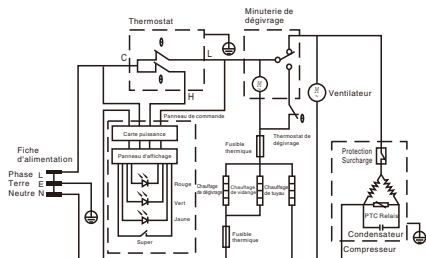 Thermostat
Minuterie de
dégivrage
θ
C
L
H
Panneau de commande
M
M
Ventilateur
Carte puissance
Panneau d'affichage
Rouge
Vert
Jaune
Super
Fiche
d'alimentation
Phase L
Terre E
Neutre N
Fusible
thermique
Thermostat de
dégivrage
θ
Chauffage
de dégivrage
Chauffage
de vidange
Chauffage
de tuyau
Fusible
thermique
Protection
Surcharge
PTC Relais
Condensateur
Compresseur